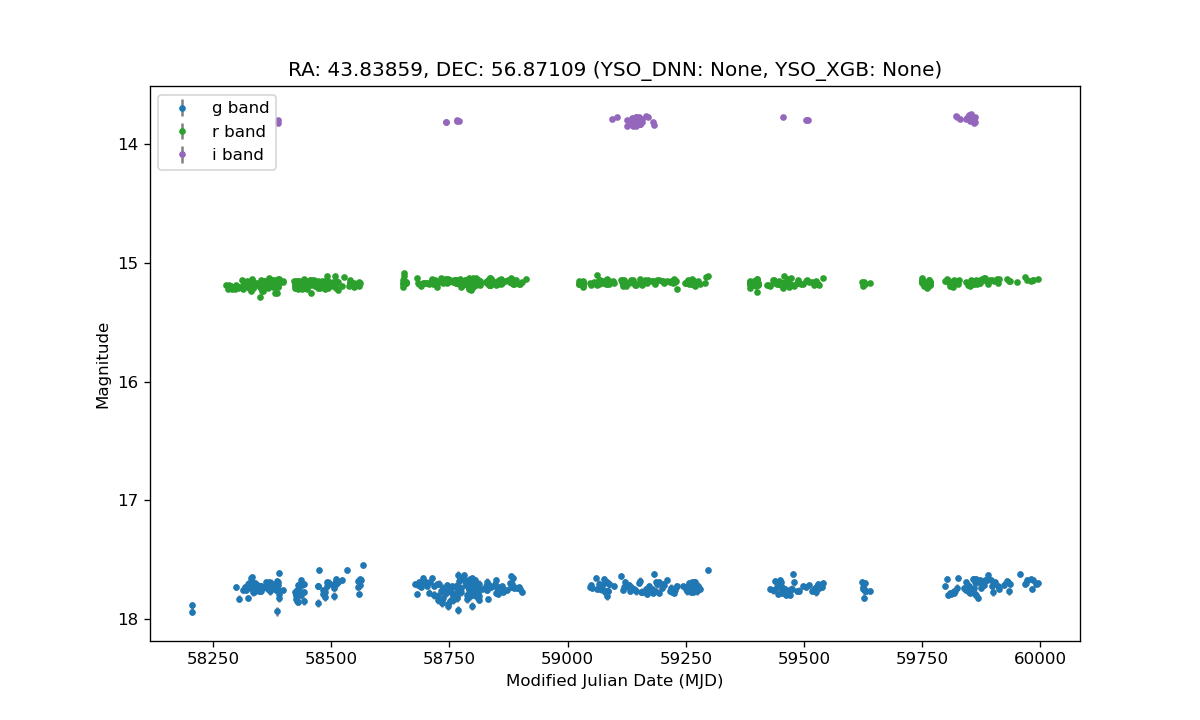 RA: 43.83859, DEC: 56.87109 (YSO_DNN: None, YSO_XGB: None)
g band
r band
i band
14
15
16
17
18
Magnitude
58250 58500 58750 59000 59250 59500 59750 60000
Modified Julian Date (MJD)